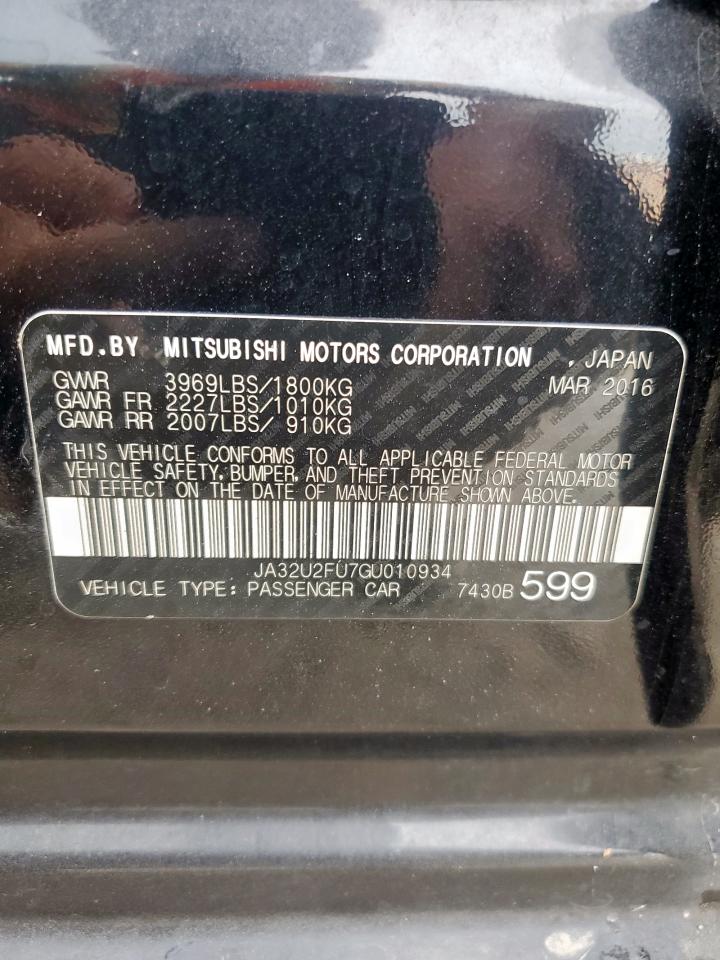 MFD.BY MITSUBISHI MOTORS CORPORATION , JAPAN
GVWR 3969LBS/1800KG MAR 2016
GAWR FR 2227LBS/1010KG
GAWR RR 2007LBS/ 910KG
THIS VEHICLE CONFORMS TO ALL APPLICABLE FEDERAL MOTOR
VEHICLE SAFETY, BUMPER, AND THEFT PREVENTION STANDARDS
IN EFFECT ON THE DATE OF MANUFACTURE SHOWN ABOVE.
JA32U2FU7GU010934
VEHICLE TYPE: PASSENGER CAR 7430B 599